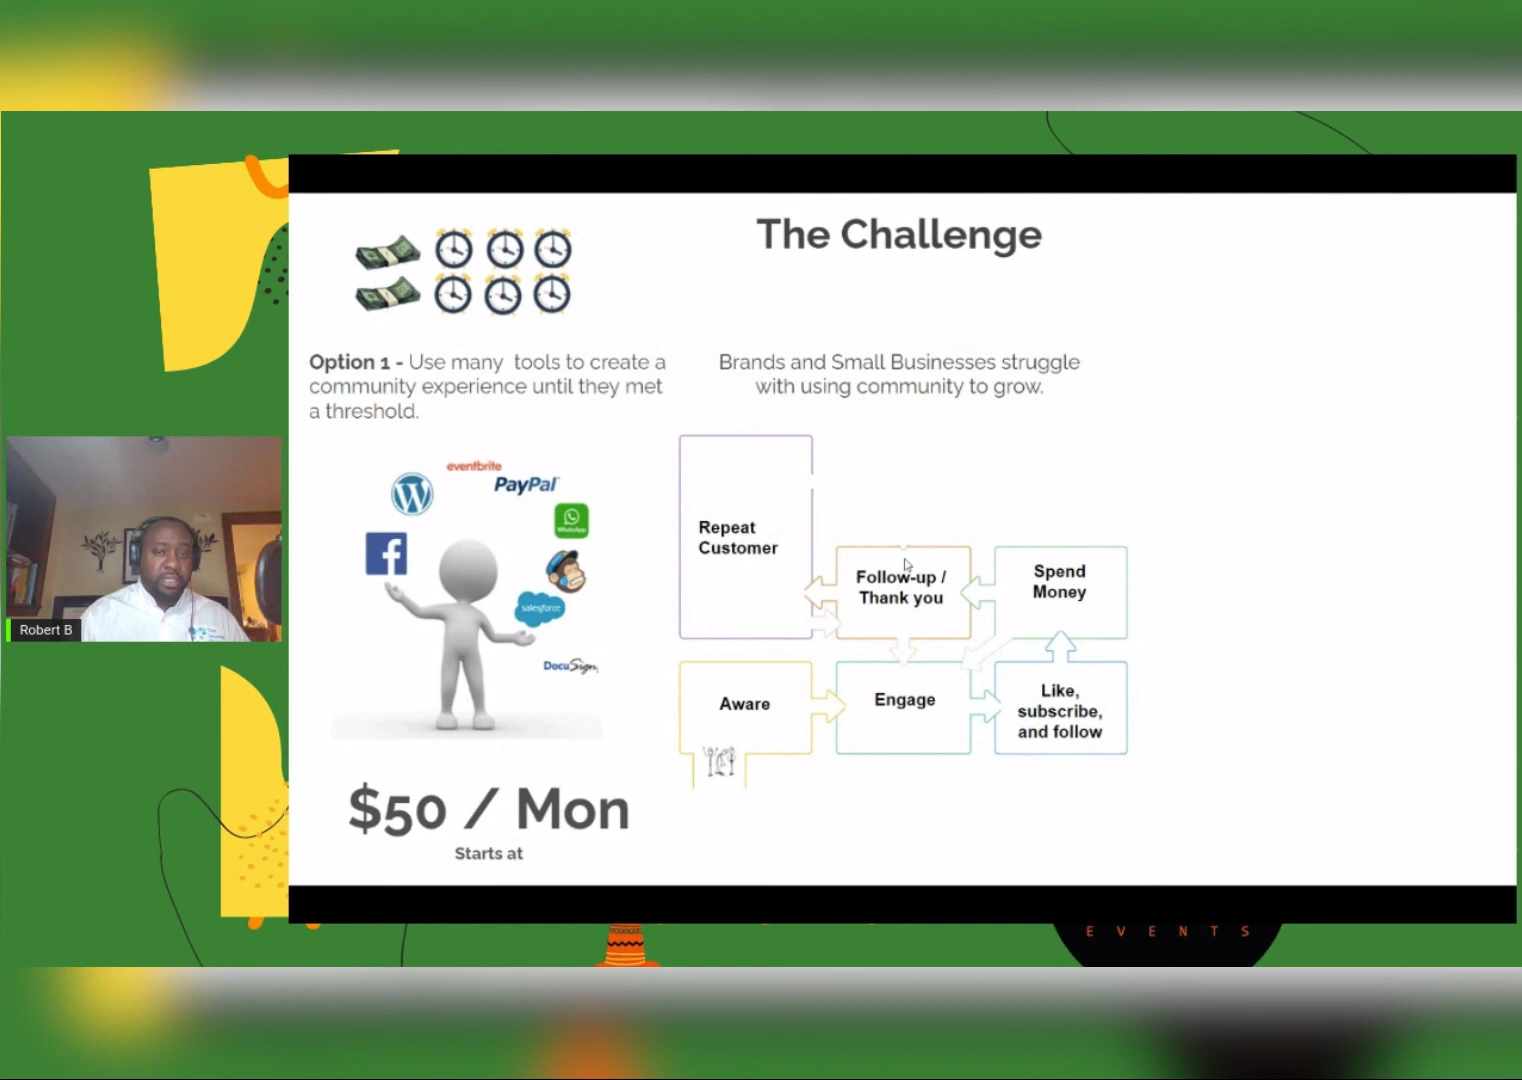 The Challenge
Option 1 - Use many tools to create a
community experience until they met
a threshold.
Brands and Small Businesses struggle
with using community to grow.
eventbrite
PayPal
WhatsApp
salesforce
DocuSign
$50 / Mon
Starts at
Repeat
Customer
Follow-up /
Thank you
Spend
Money
Aware
Engage
Like,
subscribe,
and follow
Robert B
EVENTS